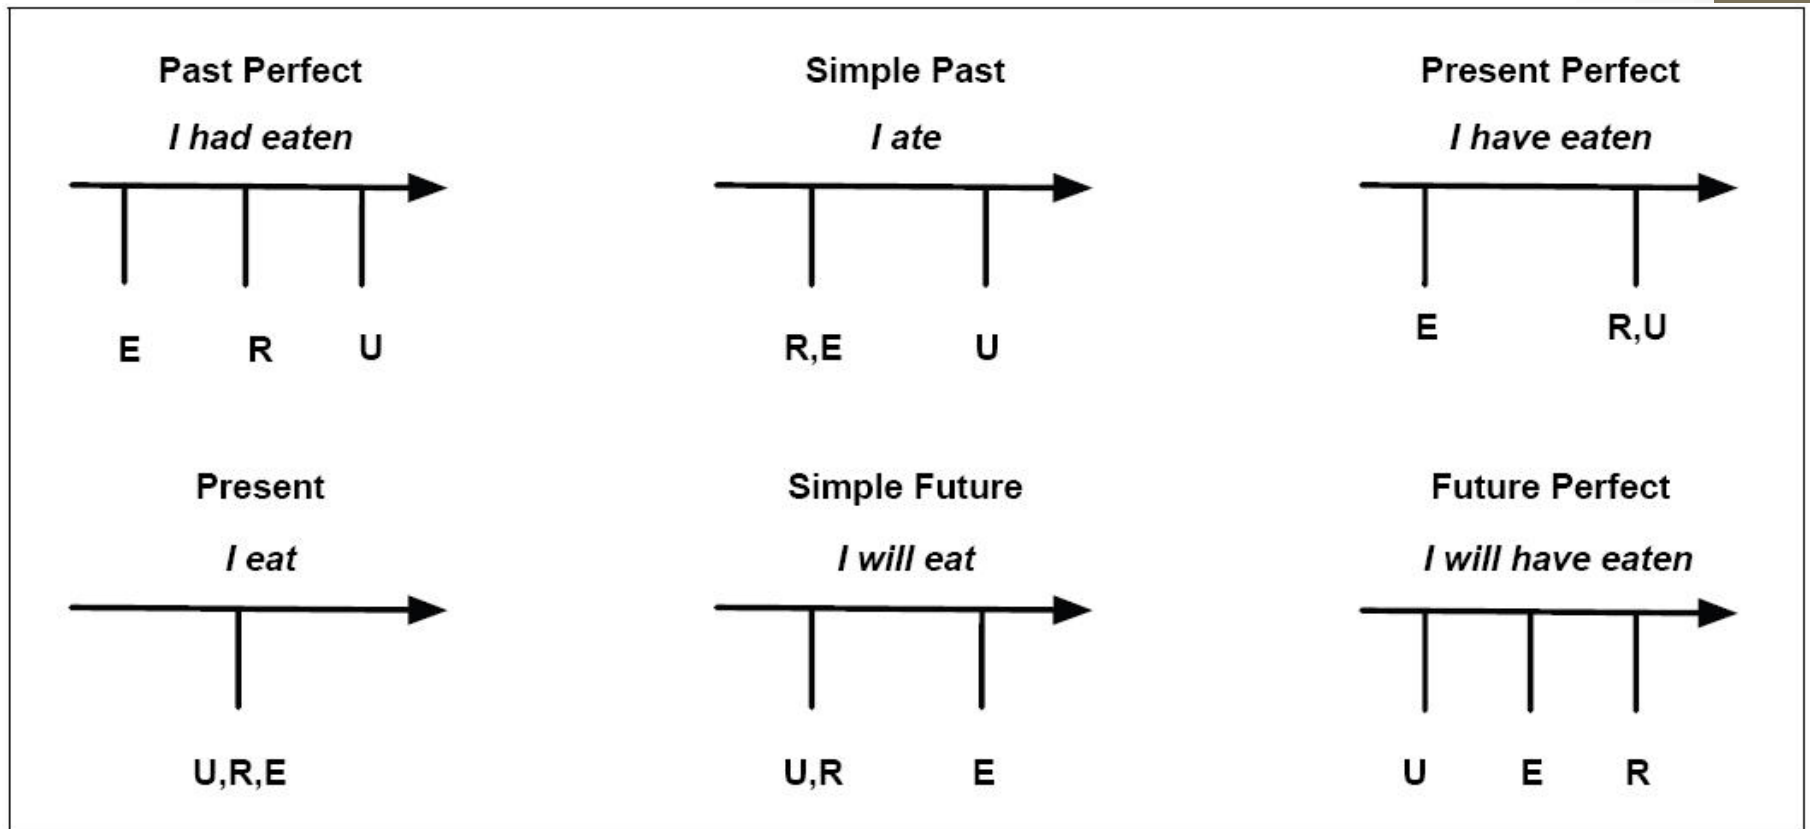 Past Perfect
I had eaten
E R U
Simple Past
I ate
R,E U
Present Perfect
I have eaten
E R,U
Present
I eat
U,R,E
Simple Future
I will eat
U,R E
Future Perfect
I will have eaten
U E R